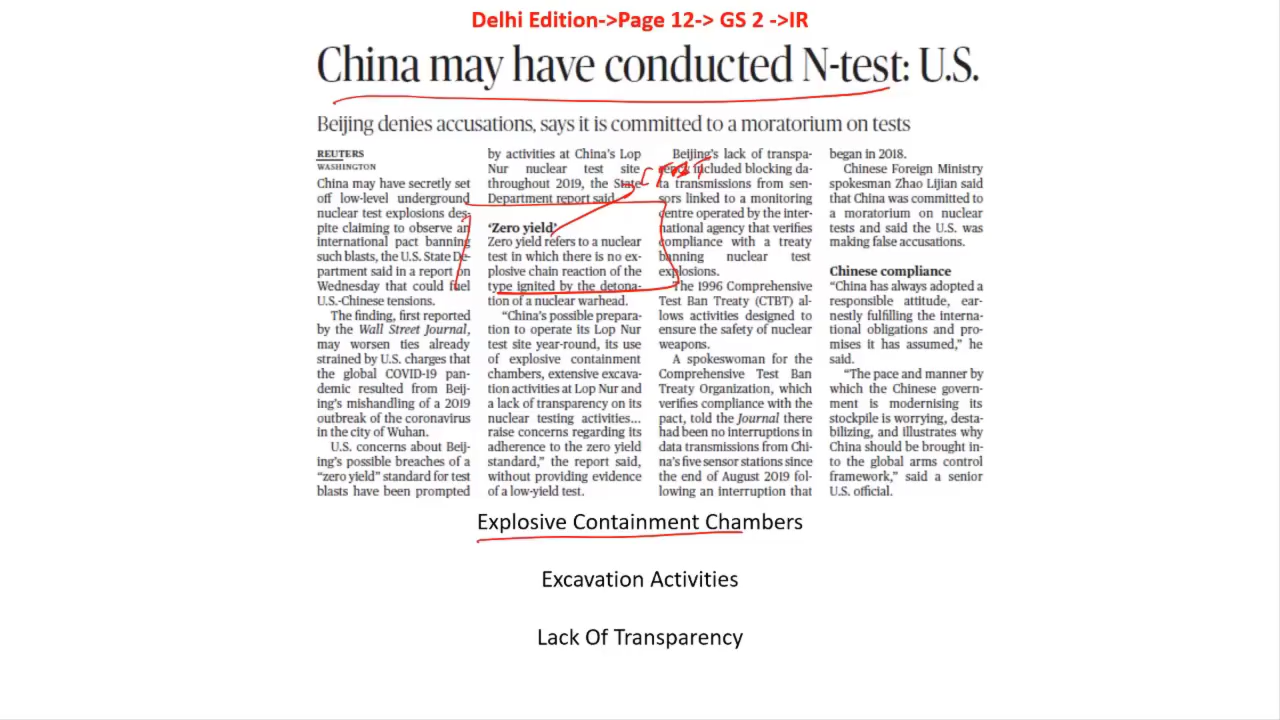 Delhi Edition->Page 12-> GS 2 ->IR
China may have conducted N-test: U.S.
Beijing denies accusations, says it is committed to a moratorium on tests
REUTERS
WASHINGTON
China may have secretly set
off low-level underground
nuclear test explosions des-
pite claiming to observe an
international pact banning
such blasts, the U.S. State De-
partment said in a report on
Wednesday that could fuel
U.S.-Chinese tensions.
The finding, first reported
by the Wall Street Journal,
may worsen ties already
strained by U.S. charges that
the global COVID-19 pan-
demic resulted from Beij-
ing's mishandling of a 2019
outbreak of the coronavirus
in the city of Wuhan.
U.S. concerns about Beij-
ing's possible breaches of a
“zero yield” standard for test
blasts have been prompted
by activities at China's Lop
Nur nuclear test site
throughout 2019, the State
Department report said.
‘Zero yield’
Zero yield refers to a nuclear
test in which there is no ex-
plosive chain reaction of the
type ignited by the detona-
tion of a nuclear warhead.
“China's possible prepara-
tion to operate its Lop Nur
test site year-round, its use
of explosive containment
chambers, extensive excava-
tion activities at Lop Nur and
a lack of transparency on its
nuclear testing activities...
raise concerns regarding its
adherence to the zero yield
standard,” the report said,
without providing evidence
of a low-yield test.
CTBT
Beijing's lack of transpa-
rency included blocking da-
ta transmissions from sen-
sors linked to a monitoring
centre operated by the inter-
national agency that verifies
compliance with a treaty
banning nuclear test
explosions.
The 1996 Comprehensive
Test Ban Treaty (CTBT) al-
lows activities designed to
ensure the safety of nuclear
weapons.
A spokeswoman for the
Comprehensive Test Ban
Treaty Organization, which
verifies compliance with the
pact, told the Journal there
had been no interruptions in
data transmissions from Chi-
na's five sensor stations since
the end of August 2019 fol-
lowing an interruption that
began in 2018.
Chinese Foreign Ministry
spokesman Zhao Lijian said
that China was committed to
a moratorium on nuclear
tests and said the U.S. was
making false accusations.
Chinese compliance
“China has always adopted a
responsible attitude, ear-
nestly fulfilling the interna-
tional obligations and pro-
mises it has assumed,” he
said.
“The pace and manner by
which the Chinese govern-
ment is modernising its
stockpile is worrying, desta-
bilizing, and illustrates why
China should be brought in-
to the global arms control
framework,” said a senior
U.S. official.
Explosive Containment Chambers
Excavation Activities
Lack Of Transparency